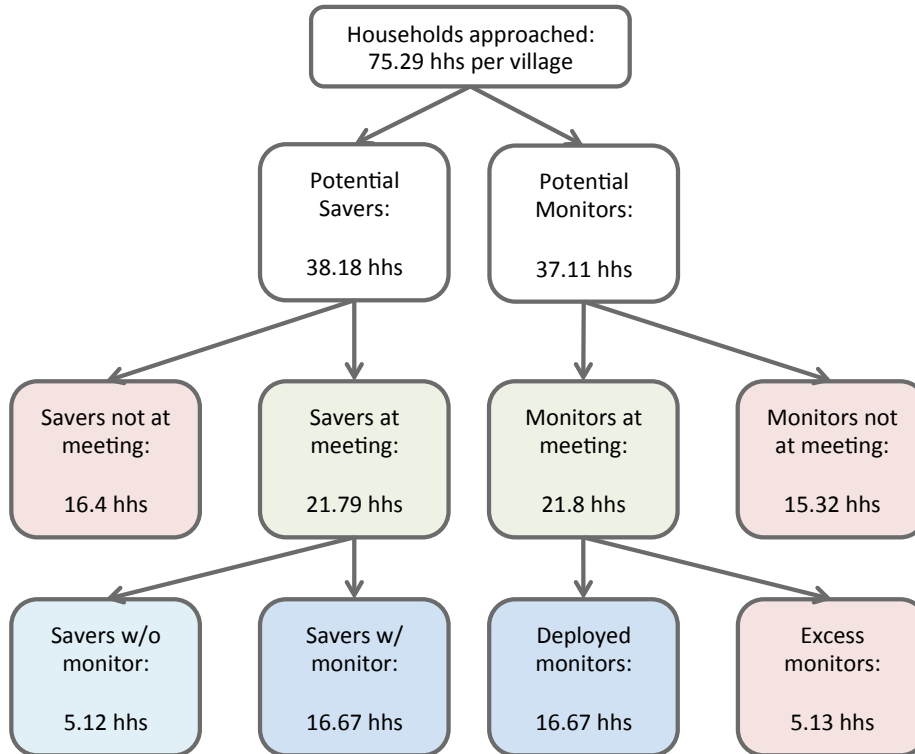 Households approached:
75.29 hhs per village
Potential
Savers:
38.18 hhs
Potential
Monitors:
37.11 hhs
Savers not at
meeting:
16.4 hhs
Savers at
meeting:
21.79 hhs
Monitors at
meeting:
21.8 hhs
Monitors not
at meeting:
15.32 hhs
Savers w/o
monitor:
5.12 hhs
Savers w/
monitor:
16.67 hhs
Deployed
monitors:
16.67 hhs
Excess
monitors:
5.13 hhs